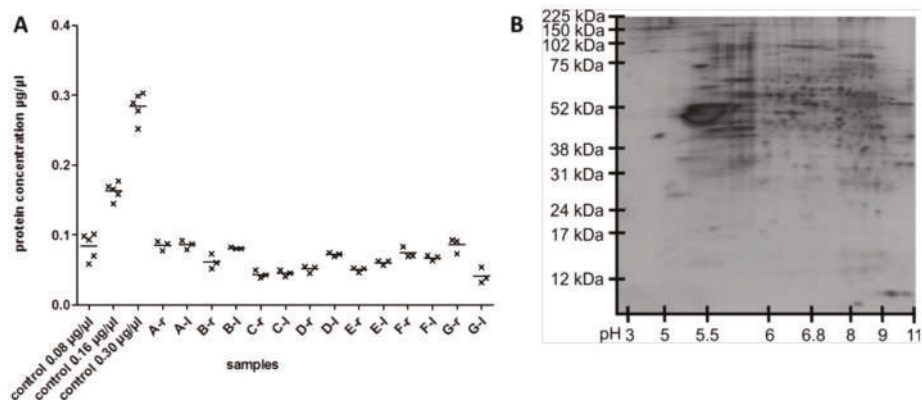 A
protein concentration µg/µl
0.4
0.3
0.2
0.1
0.0
control 0.08 µg/µl
control 0.16 µg/µl
control 0.30 µg/µl
A-r
A-l
B-r
B-l
C-r
C-l
D-r
D-l
E-r
E-l
F-r
F-l
G-r
G-l
samples
B
225 kDa
150 kDa
102 kDa
75 kDa
52 kDa
38 kDa
31 kDa
24 kDa
17 kDa
12 kDa
pH 3 5 5.5 6 6.8 8 9 11